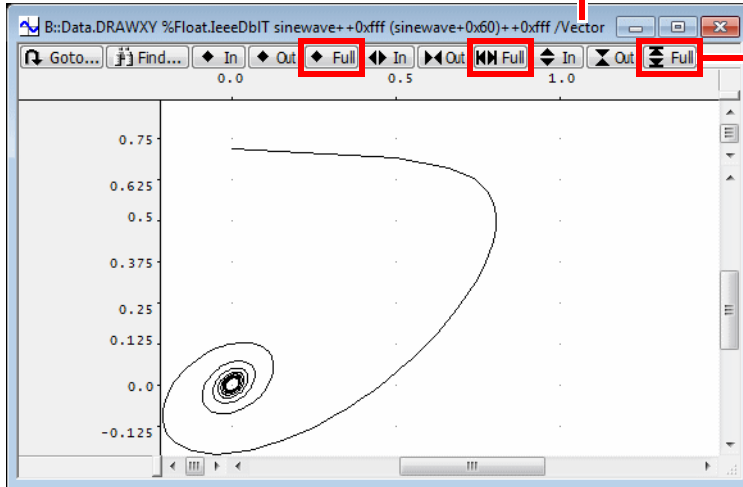 B::Data.DRAWXY %Float.IeeeDblT sinewave++0xfff (sinewave+0x60)++0xfff /Vector
Goto... Find... In Out Full In Out Full In Out Full
0.0 0.5 1.0
0.75
0.625
0.5
0.375
0.25
0.125
0.0
-0.125